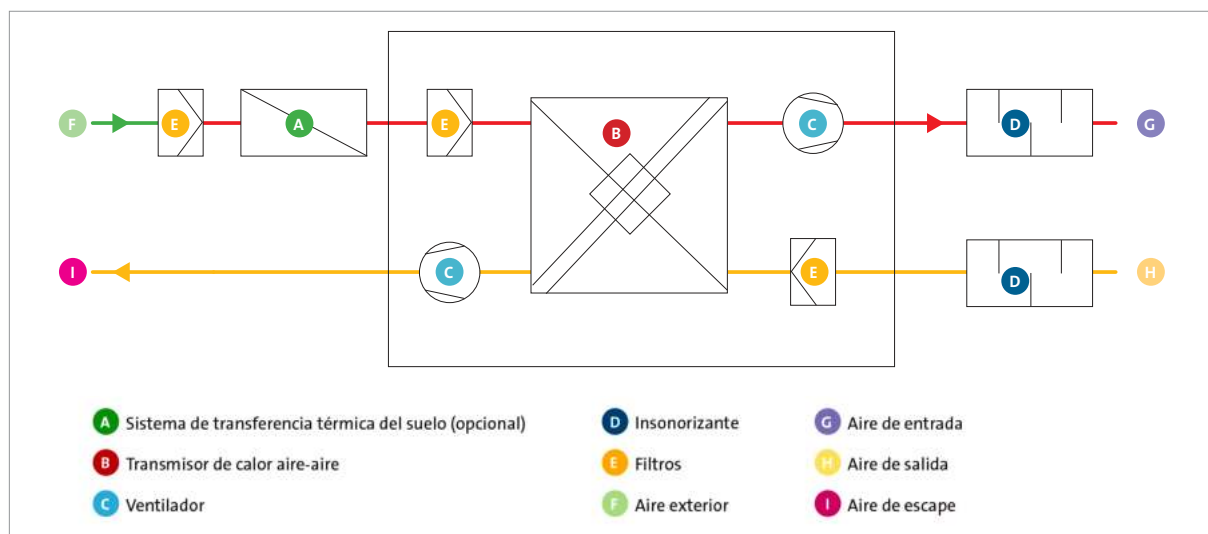 F E A E B C D G
I C E D H
A Sistema de transferencia térmica del suelo (opcional)
B Transmisor de calor aire-aire
C Ventilador
D Insonorizante
E Filtros
F Aire exterior
G Aire de entrada
H Aire de salida
I Aire de escape